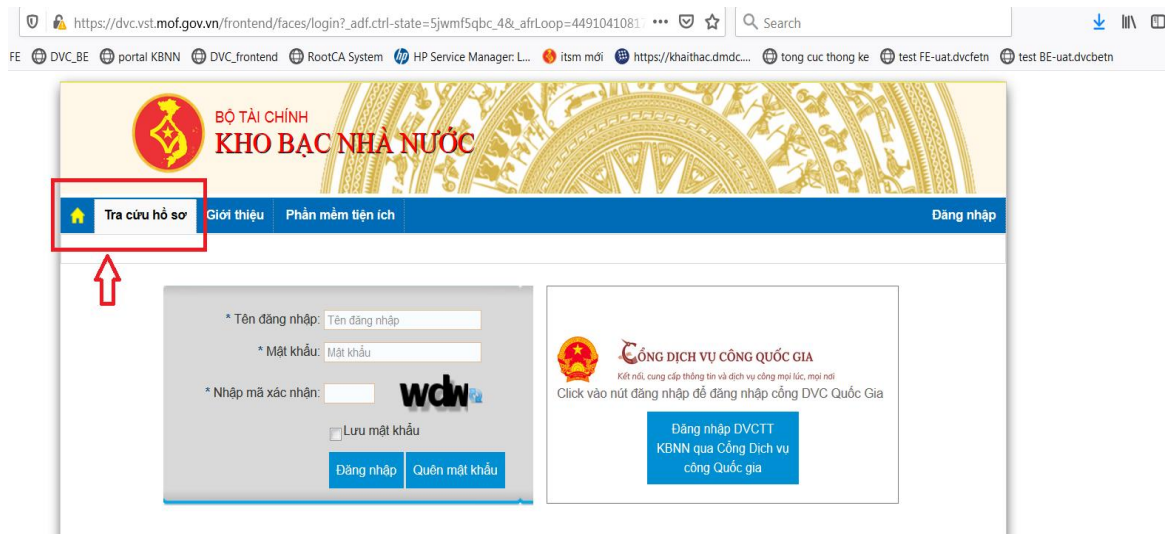 https://dvc.vst.mof.gov.vn/frontend/faces/login?_adf.ctrl-state=5jwmf5qbc_4&_afrLoop=44910410817 ••• Search
FE DVC_BE portal KBNN DVC_frontend RootCA System HP Service Manager: L... itsm mới https://khaithac.dmdc.... tong cuc thong ke test FE-uat.dvcfetn test BE-uat.dvcbetn
BỘ TÀI CHÍNH
KHO BẠC NHÀ NƯỚC
Tra cứu hồ sơ Giới thiệu Phần mềm tiện ích Đăng nhập
* Tên đăng nhập: Tên đăng nhập
* Mật khẩu: Mật khẩu
* Nhập mã xác nhận: wdw
Lưu mật khẩu
Đăng nhập Quên mật khẩu
CỔNG DỊCH VỤ CÔNG QUỐC GIA
Kết nối, cung cấp thông tin và dịch vụ công mọi lúc, mọi nơi
Click vào nút đăng nhập để đăng nhập cổng DVC Quốc Gia
Đăng nhập DVCTT
KBNN qua Cổng Dịch vụ
công Quốc gia